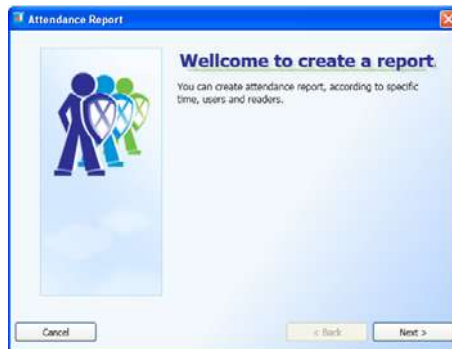 Attendance Report
Wellcome to create a report.
You can create attendance report, according to specific
time, users and readers.
Cancel
< Back
Next >